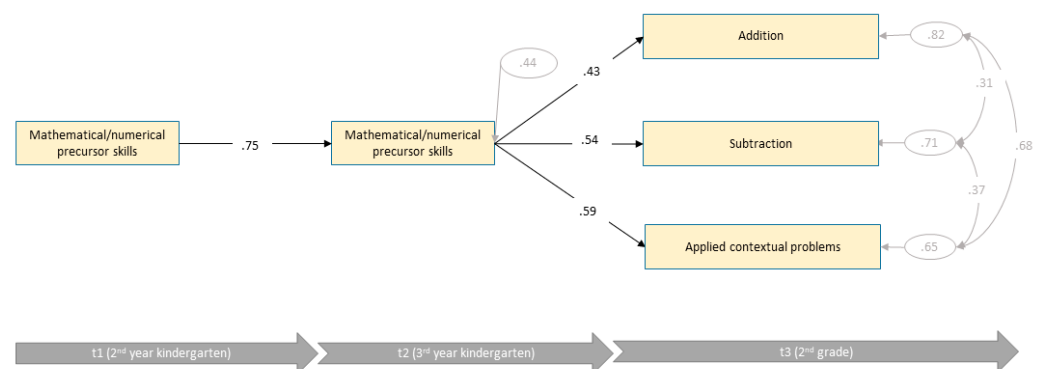 Addition
.82
.44
.43
.31
Mathematical/numerical
precursor skills
.75
Mathematical/numerical
precursor skills
.54
Subtraction
.71
.68
.37
.59
Applied contextual problems
.65
t1 (2nd year kindergarten)
t2 (3rd year kindergarten)
t3 (2nd grade)